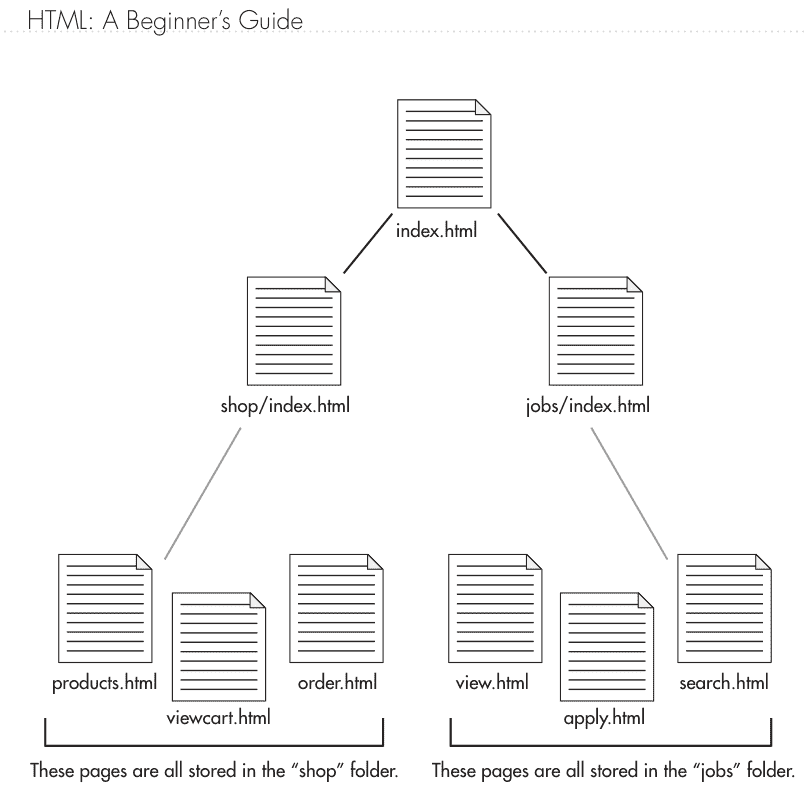 HTML: A Beginner's Guide
index.html
shop/index.html
jobs/index.html
products.html
viewcart.html
order.html
view.html
apply.html
search.html
These pages are all stored in the “shop” folder.
These pages are all stored in the “jobs” folder.